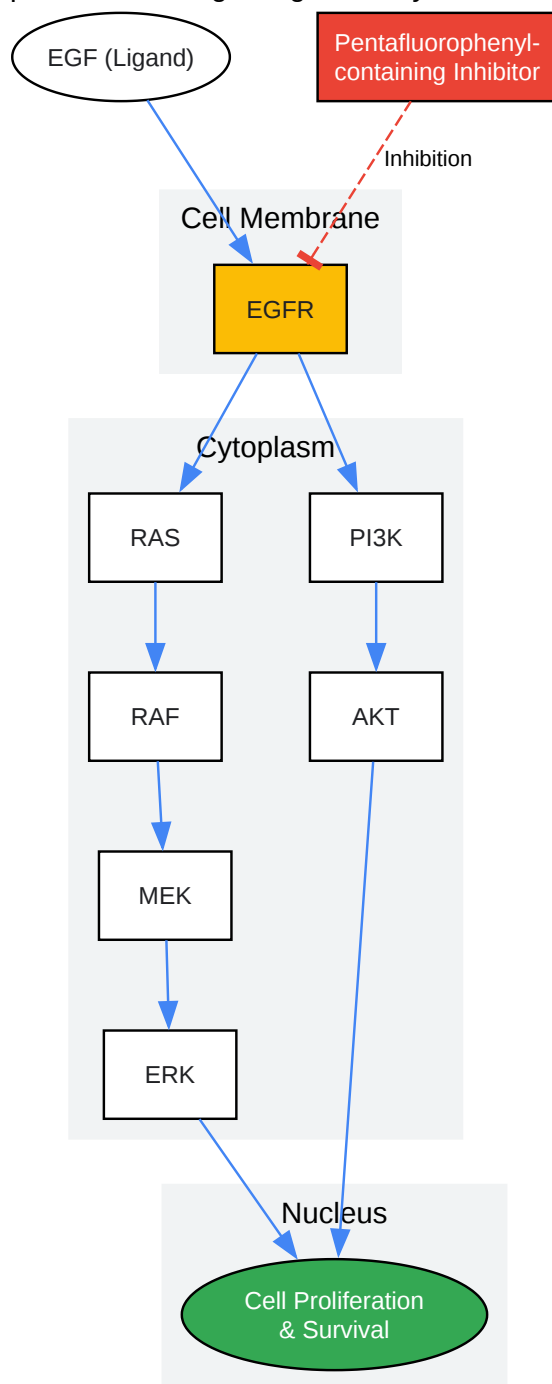 EGF (Ligand)
Pentafluorophenyl-
containing Inhibitor
Inhibition
Cell Membrane
EGFR
Cytoplasm
RAS
PI3K
RAF
AKT
MEK
ERK
Nucleus
Cell Proliferation
& Survival